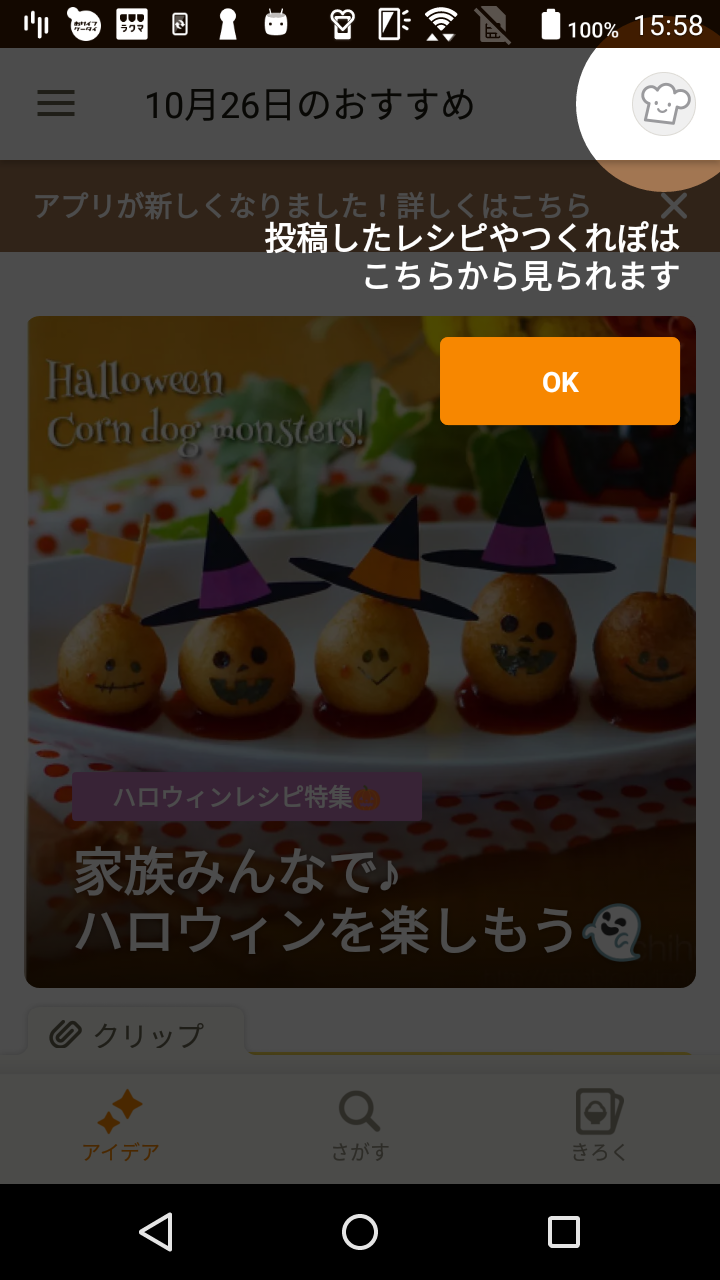 100% 15:58
10月26日のおすすめ
アプリが新しくなりました！詳しくはこちら
投稿したレシピやつくれぽは
こちらから見られます
OK
Halloween
Corn dog monsters!
ハロウィンレシピ特集🎃
家族みんなで♪
ハロウィンを楽しもう👻
クリップ
アイデア
さがす
きろく